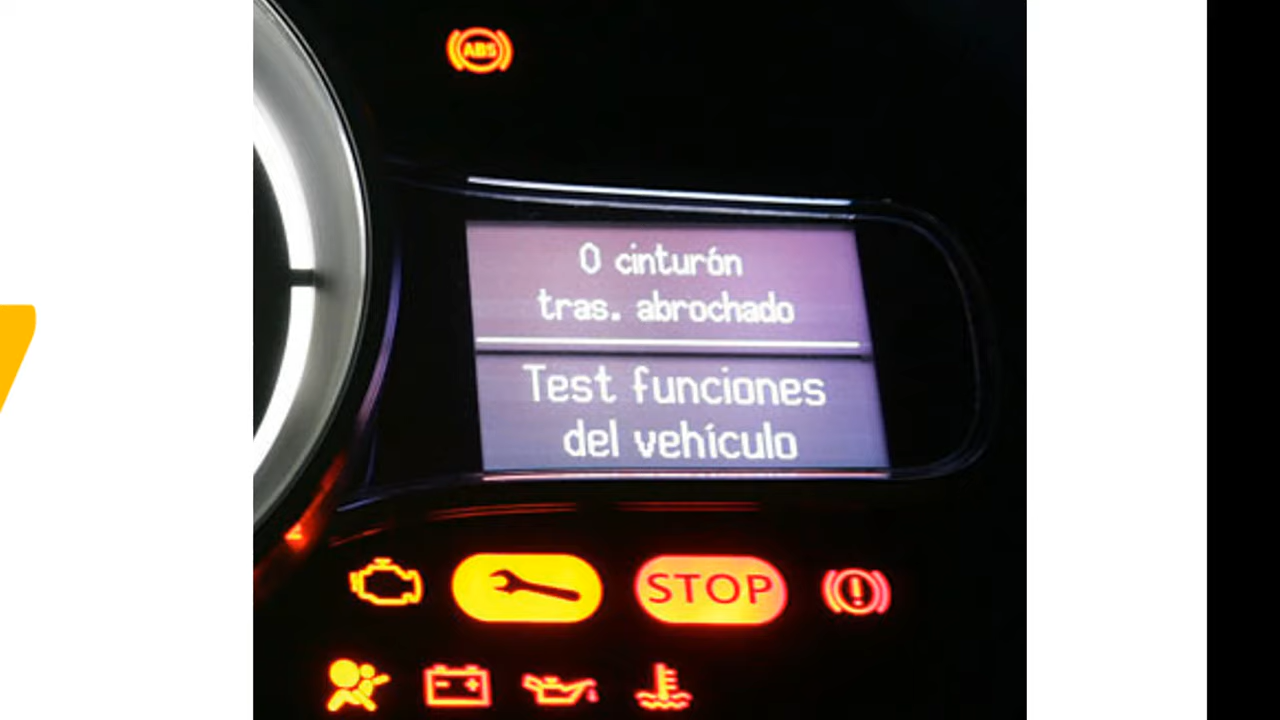 ABS
0 cinturón
tras. abrochado
Test funciones
del vehículo
STOP